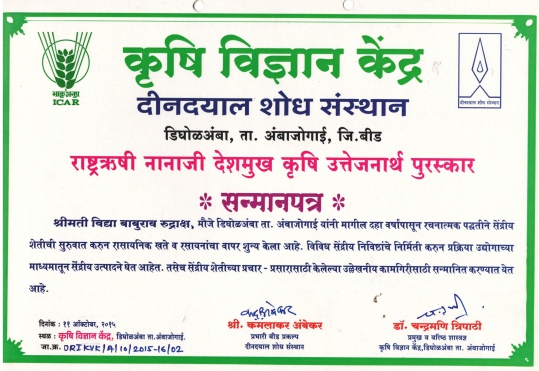 कृषि विज्ञान केंद्र
भाकृअनुप
ICAR
दीनदयाल शोध संस्थान
दीनदयाल शोध संस्थान
डिघोळअंबा, ता. अंबाजोगाई, जि.बीड
राष्ट्रऋषी नानाजी देशमुख कृषि उत्तेजनार्थ पुरस्कार
* सन्मानपत्र *
श्रीमती विद्या बाबुराव रुद्राक्ष, मौजे डिघोळअंबा ता. अंबाजोगाई यांनी मागील दहा वर्षापासून रचनात्मक पद्धतीने सेंद्रीय
शेतीची सुरुवात करुन रासायनिक खते व रसायनांचा वापर शुन्य केला आहे. विविध सेंद्रीय निविष्ठांचे निर्मिती करुन प्रक्रिया उद्योगाच्या
माध्यमातून सेंद्रीय उत्पादने घेत आहेत. तसेच सेंद्रीय शेतीच्या प्रचार - प्रसारासाठी केलेल्या उल्लेखनीय कामगिरीसाठी सन्मानित करण्यात येत
आहे.
दिनांक : ११ ऑक्टोबर, २०१५
स्थळ : कृषि विज्ञान केंद्र, डिघोळअंबा ता.अंबाजोगाई.
जा.क्र. DRIKVK/A/10/2015-16/02
श्री. कमलाकर अंबेकर
प्रभारी बीड प्रकल्प
दीनदयाल शोध संस्थान
डॉ. चन्द्रमणि त्रिपाठी
प्रमुख व वरिष्ठ शास्त्रज्ञ
कृषि विज्ञान केंद्र,डिघोळअंबा ता. अंबाजोगाई